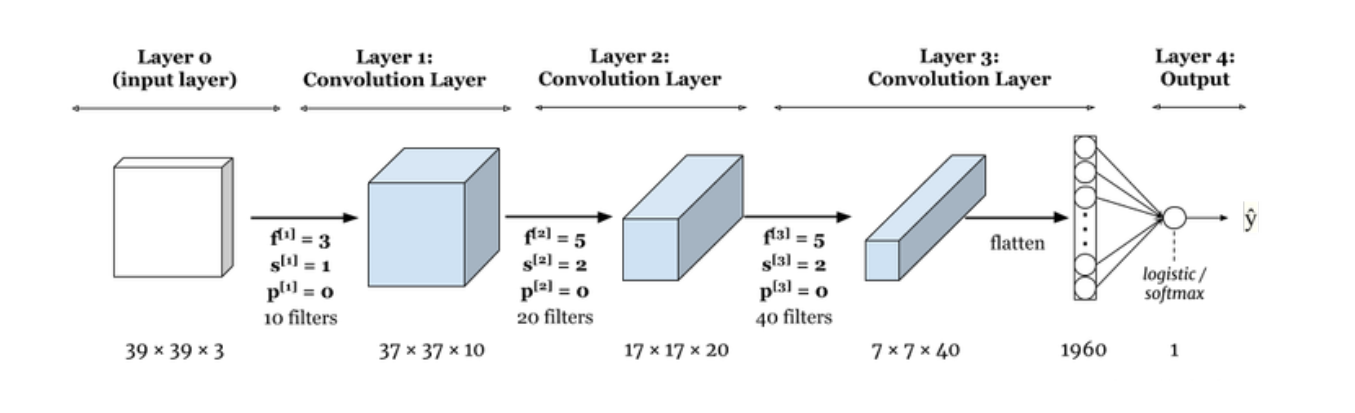 Layer 0
(input layer)
Layer 1:
Convolution Layer
Layer 2:
Convolution Layer
Layer 3:
Convolution Layer
Layer 4:
Output
f[1] = 3
s[1] = 1
p[1] = 0
10 filters
f[2] = 5
s[2] = 2
p[2] = 0
20 filters
f[3] = 5
s[3] = 2
p[3] = 0
40 filters
flatten
logistic /
softmax
ŷ
39 × 39 × 3
37 × 37 × 10
17 × 17 × 20
7 × 7 × 40
1960
1